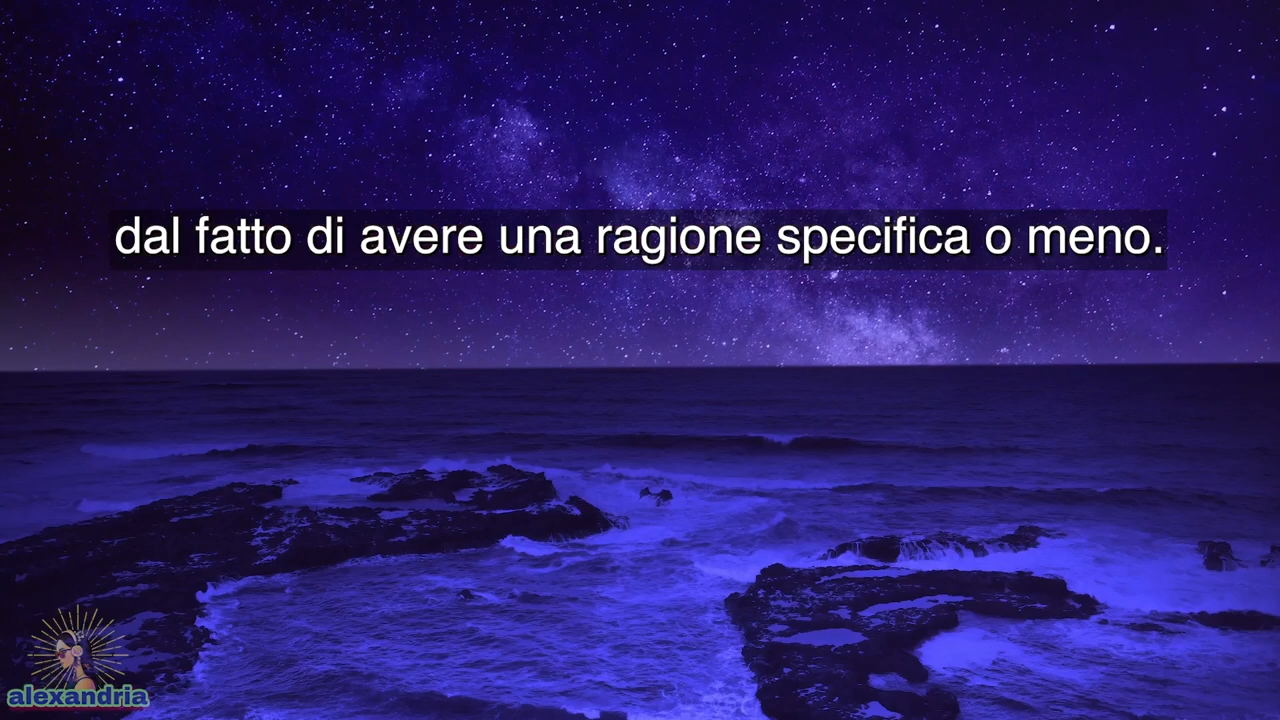 dal fatto di avere una ragione specifica o meno.
alexandria